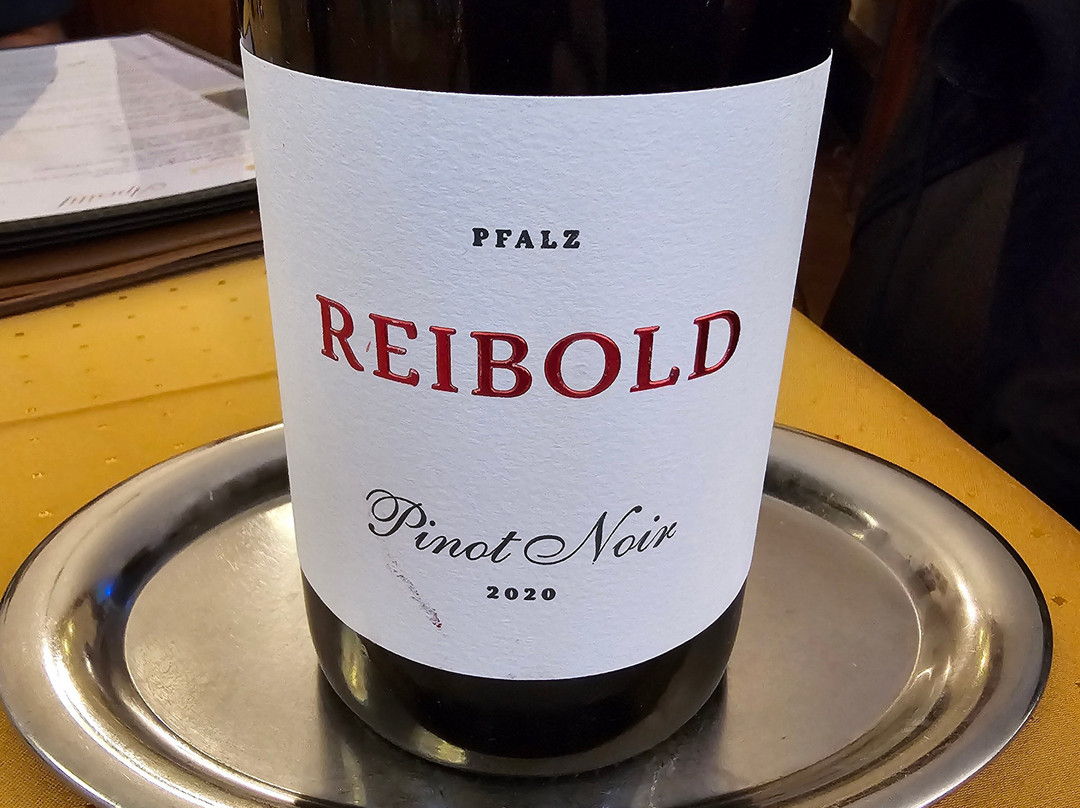 PFALZ
REIBOLD
Pinot Noir
2020